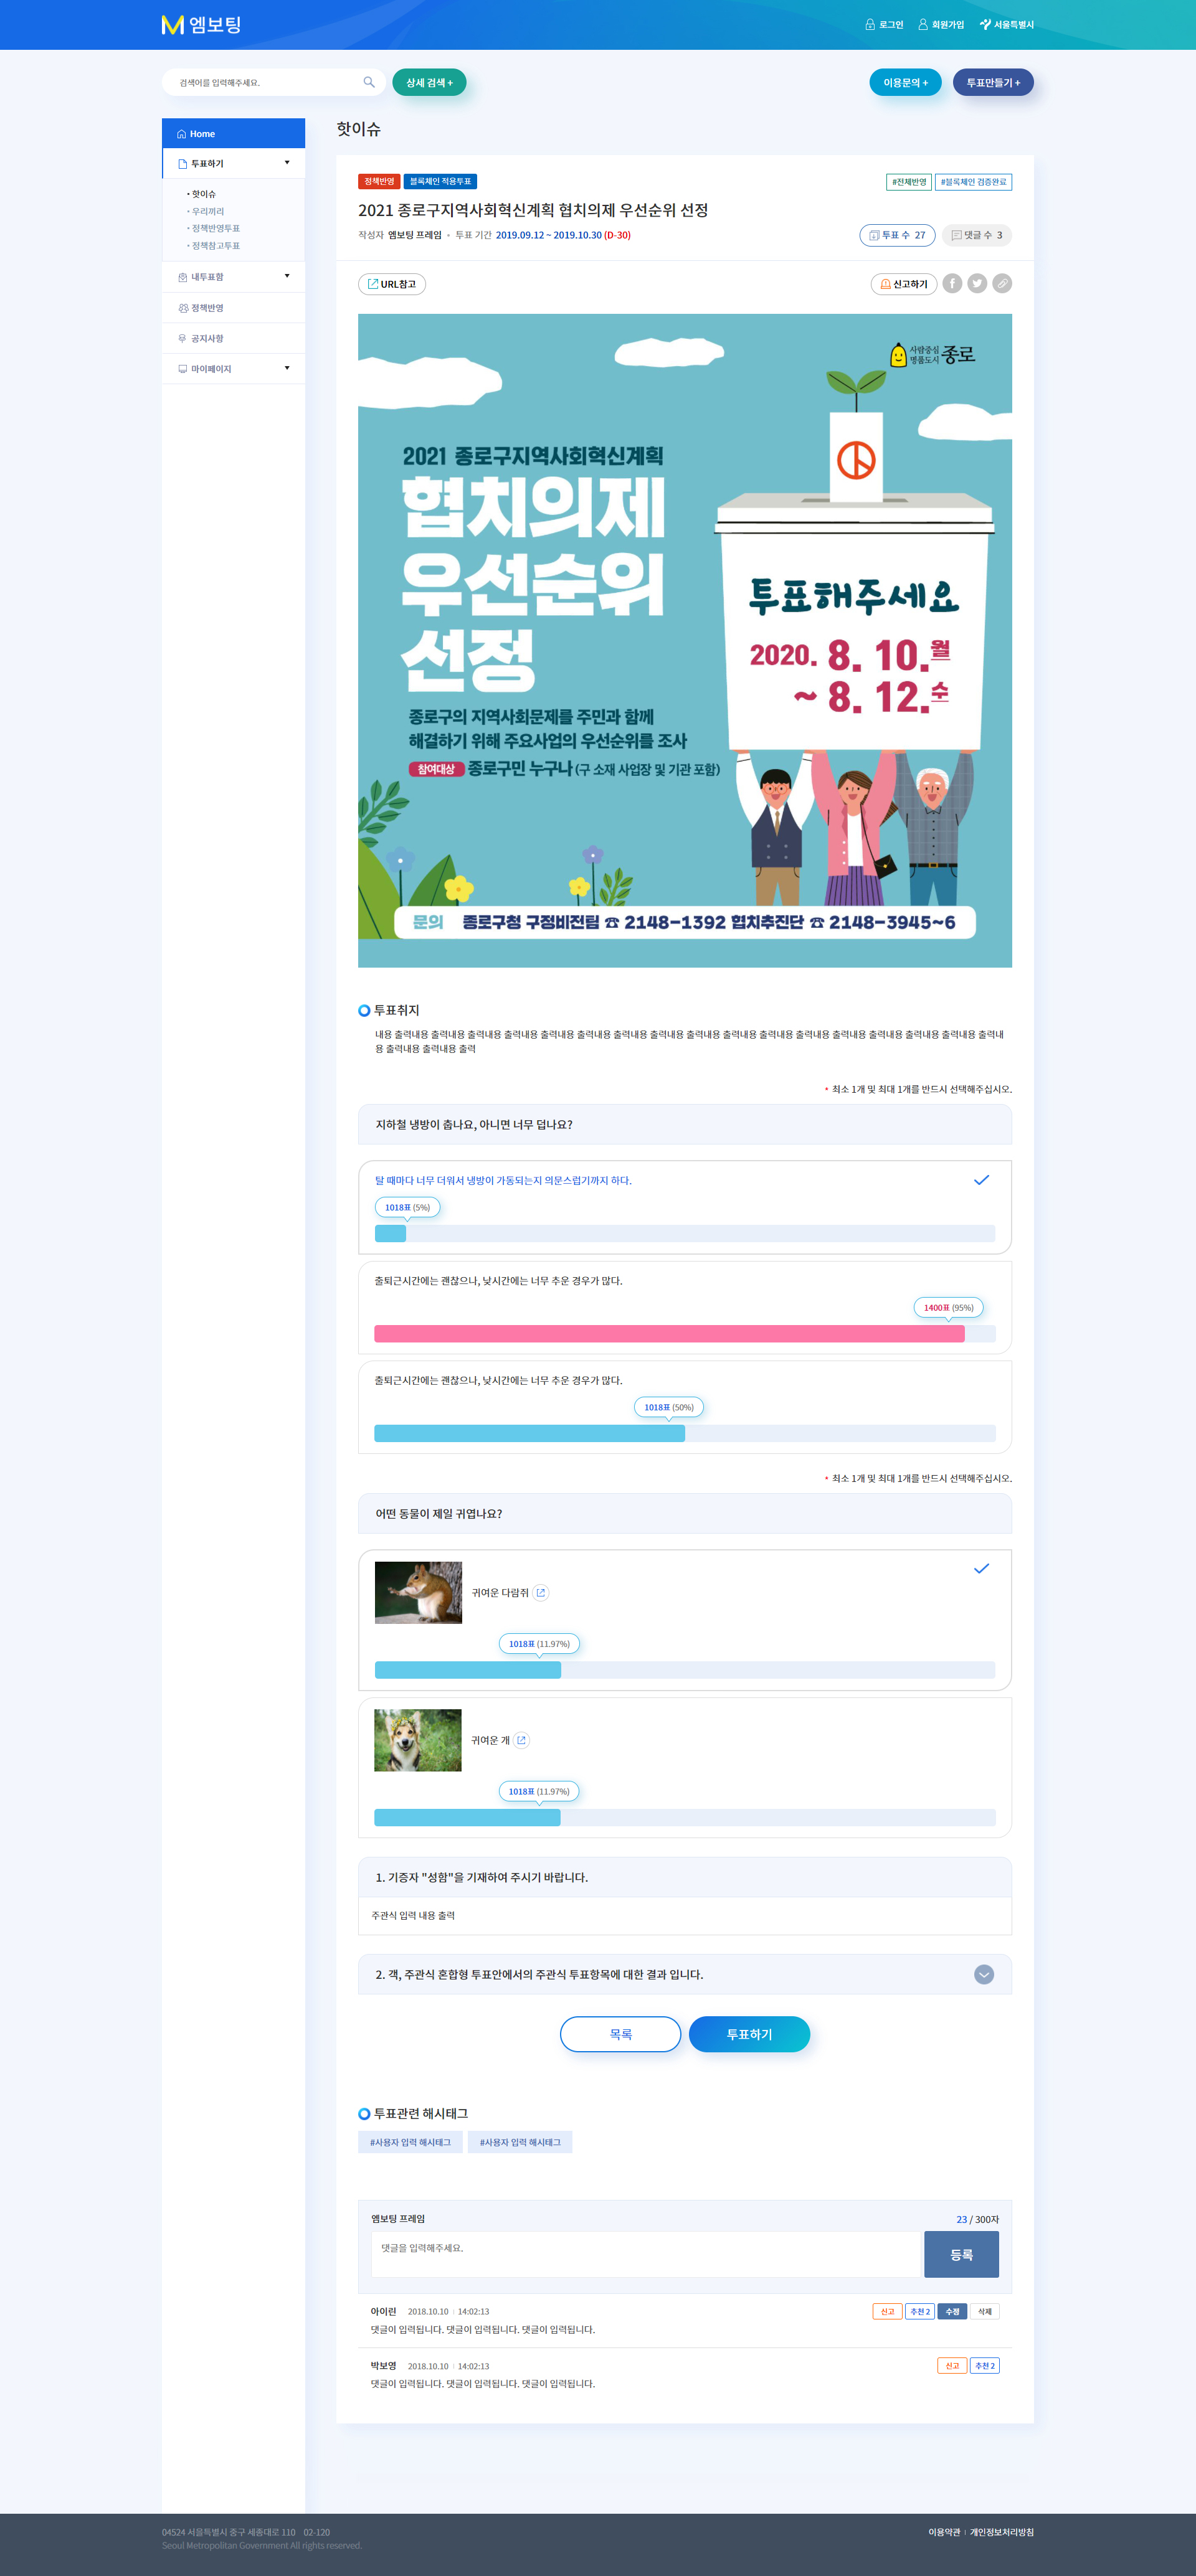 엠보팅
로그인 회원가입 서울특별시
검색어를 입력해주세요. 상세 검색 + 이용문의 + 투표만들기 +
Home
투표하기
• 핫이슈
• 우리끼리
• 정책반영투표
• 정책참고투표
내투표함
정책반영
공지사항
마이페이지
핫이슈
정책반영 블록체인 적용투표 #전체반영 #블록체인 검증완료
2021 종로구지역사회혁신계획 협치의제 우선순위 선정
작성자 엠보팅 프레임 • 투표 기간 2019.09.12 ~ 2019.10.30 (D-30) 투표 수 27 댓글 수 3
URL참고 신고하기
사람중심
명품도시 종로
2021 종로구지역사회혁신계획
협치의제
우선순위
선정
종로구의 지역사회문제를 주민과 함께
해결하기 위해 주요사업의 우선순위를 조사
참여대상 종로구민 누구나 (구 소재 사업장 및 기관 포함)
투표해주세요
2020. 8. 10.월
~ 8. 12.수
문의 종로구청 구정비전팀 ☎ 2148-1392 협치추진단 ☎ 2148-3945~6
투표취지
내용 출력내용 출력내용 출력내용 출력내용 출력내용 출력내용 출력내용 출력내용 출력내용 출력내용 출력내용 출력내용 출력내용 출력내용 출력내용 출력내용 출력내
용 출력내용 출력내용 출력
• 최소 1개 및 최대 1개를 반드시 선택해주십시오.
지하철 냉방이 춥나요, 아니면 너무 덥나요?
탈 때마다 너무 더워서 냉방이 가동되는지 의문스럽기까지 하다.
1018표 (5%)
출퇴근시간에는 괜찮으나, 낮시간에는 너무 추운 경우가 많다.
1400표 (95%)
출퇴근시간에는 괜찮으나, 낮시간에는 너무 추운 경우가 많다.
1018표 (50%)
• 최소 1개 및 최대 1개를 반드시 선택해주십시오.
어떤 동물이 제일 귀엽나요?
귀여운 다람쥐
1018표 (11.97%)
귀여운 개
1018표 (11.97%)
1. 기증자 "성함"을 기재하여 주시기 바랍니다.
주관식 입력 내용 출력
2. 객, 주관식 혼합형 투표안에서의 주관식 투표항목에 대한 결과 입니다.
목록 투표하기
투표관련 해시태그
#사용자 입력 해시태그 #사용자 입력 해시태그
엠보팅 프레임 23 / 300자
댓글을 입력해주세요. 등록
아이린 2018.10.10 | 14:02:13 신고 추천 2 수정 삭제
댓글이 입력됩니다. 댓글이 입력됩니다. 댓글이 입력됩니다.
박보영 2018.10.10 | 14:02:13 신고 추천 2
댓글이 입력됩니다. 댓글이 입력됩니다. 댓글이 입력됩니다.
04524 서울특별시 중구 세종대로 110 02-120 이용약관 | 개인정보처리방침
Seoul Metropolitan Government All rights reserved.